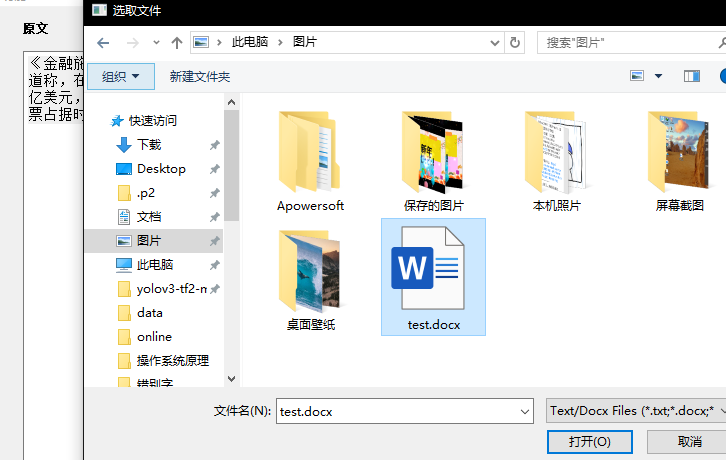 选取文件
原文
此电脑 › 图片
搜索"图片"
组织
新建文件夹
《金融
道称，在
亿美元，
票占据时
快速访问
下载
Desktop
.p2
文档
图片
此电脑
yolov3-tf2-m
data
online
操作系统原理
错别字
Apowersoft
保存的图片
本机照片
屏幕截图
桌面壁纸
test.docx
新年
文件名(N):
test.docx
Text/Docx Files (*.txt;*.docx;*
打开(O)
取消